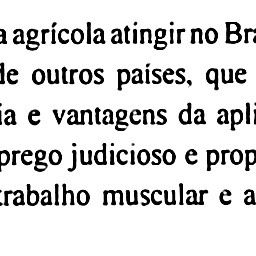 a agrícola atingir no Bra
de outros países, que
ia e vantagens da apli
prego judicioso e prop
trabalho muscular e a